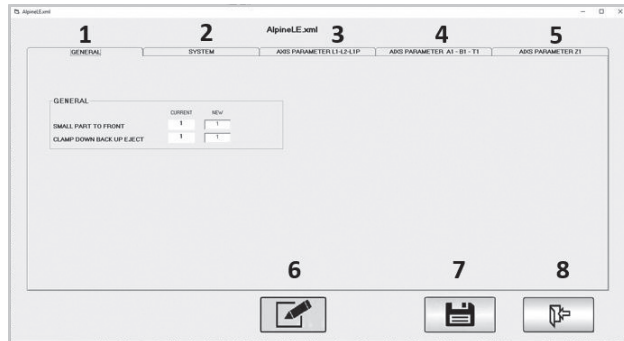 AlpineLE.xml
AlpineLE.xml
1 2 3 4 5
GENERAL SYSTEM AXIS PARAMETER L1-L2-L1P AXIS PARAMETER A1 - B1 - T1 AXIS PARAMETER Z1
GENERAL
CURRENT NEW
SMALL PART TO FRONT 1 1
CLAMP DOWN BACK UP EJECT 1 1
6 7 8